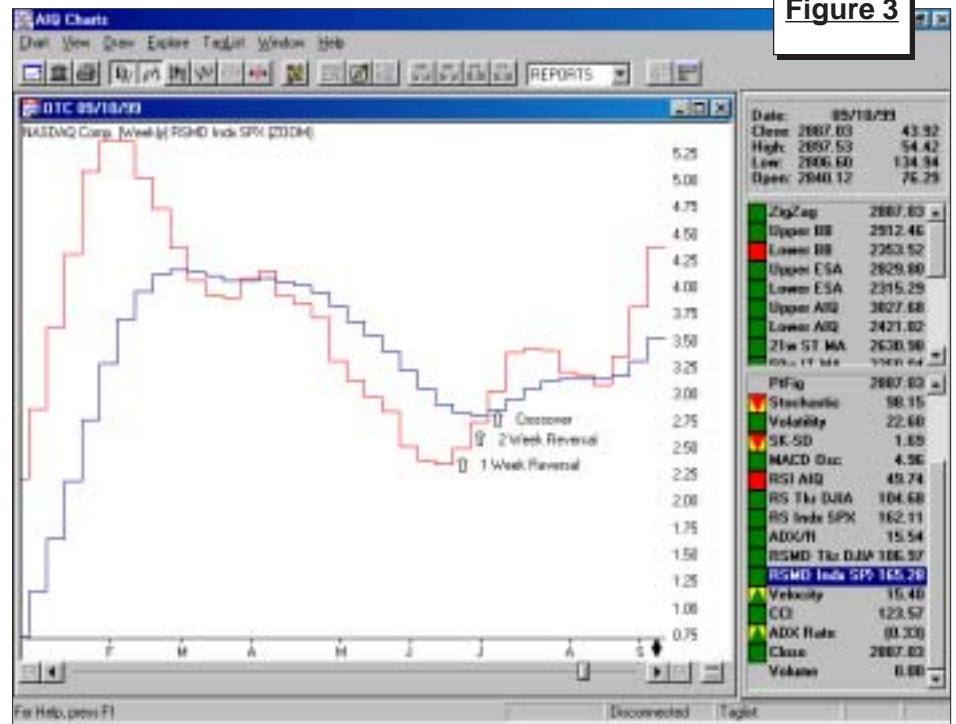 Figure 3
AIQ Charts
Chart View Draw Explore TagList Window Help
REPORTS
OTC 09/10/99
NASDAQ Comp. [Weekly] RSMD Indx SPX (ZOOM)
5.25
5.00
4.75
4.50
4.25
4.00
3.75
3.50
3.25
3.00
2.75
2.50
2.25
2.00
1.75
1.50
1.25
1.00
0.75
Crossover
2 Week Reversal
1 Week Reversal
F M A M J J A S
Date: 09/10/99
Close 2887.03 43.92
High: 2897.53 54.42
Low: 2806.60 134.94
Open: 2840.12 76.29
ZigZag 2887.03
Upper BB 2912.46
Lower BB 2353.52
Upper ESA 2829.80
Lower ESA 2315.29
Upper AIQ 3027.68
Lower AIQ 2421.02
21w ST MA 2630.98
PtFig 2887.03
Stochastic 98.15
Volatility 22.60
SK-SD 1.69
MACD Osc 4.96
RSI AIQ 49.74
RS Tkr DJIA 104.60
RS Indx SPX 162.11
ADX/R 15.54
RSMD Tkr DJIA 106.97
RSMD Indx SPX 165.28
Velocity 15.40
CCI 123.57
ADX Rate (0.33)
Close 2887.03
Volume 0.00
For Help, press F1
Disconnected Taglist